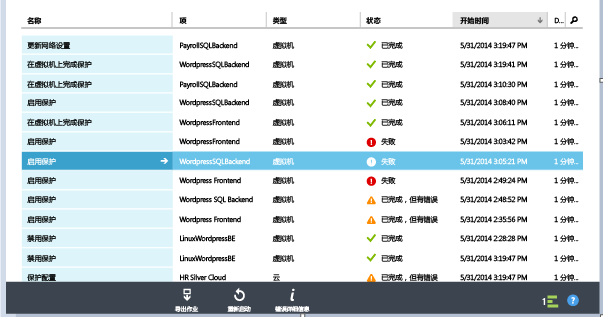 名称 项 类型 状态 开始时间 D...
更新网络设置 PayrollSQLBackend 虚拟机 已完成 5/31/2014 3:19:47 PM 1 分钟...
在虚拟机上完成保护 WordpressSQLBackend 虚拟机 已完成 5/31/2014 3:19:41 PM 1 分钟...
在虚拟机上完成保护 PayrollSQLBackend 虚拟机 已完成 5/31/2014 3:10:30 PM 1 分钟...
启用保护 WordpressSQLBackend 虚拟机 已完成 5/31/2014 3:08:40 PM 1 分钟...
在虚拟机上完成保护 WordpressFrontend 虚拟机 已完成 5/31/2014 3:06:11 PM 1 分钟...
启用保护 WordpressFrontend 虚拟机 失败 5/31/2014 3:03:42 PM 1 分钟...
启用保护 WordpressSQLBackend 虚拟机 失败 5/31/2014 3:05:21 PM 1 分钟...
启用保护 Wordpress Frontend 虚拟机 失败 5/31/2014 2:49:24 PM 1 分钟...
启用保护 Wordpress SQL Backend 虚拟机 已完成，但有错误 5/31/2014 2:48:52 PM 1 分钟...
启用保护 Wordpress Frontend 虚拟机 已完成，但有错误 5/31/2014 2:35:56 PM 1 分钟...
禁用保护 LinuxWordpressBE 虚拟机 已完成 5/31/2014 2:28:28 PM 1 分钟...
禁用保护 LinuxWordpressBE 虚拟机 已完成 5/31/2014 3:19:47 PM 1 分钟...
保护配置 HR Sliver Cloud 云 已完成，但有错误 5/31/2014 3:19:47 PM 1 分钟...
导出作业 重新启动 错误详细信息 1 ?